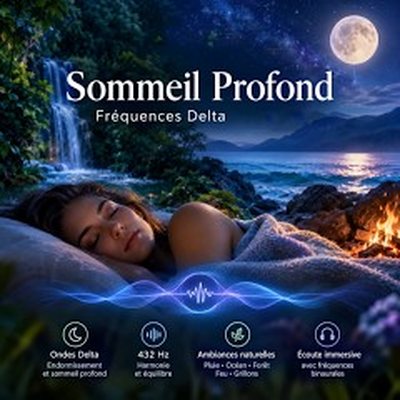 Sommeil Profond
Fréquences Delta
Ondes Delta
Endormissement
et sommeil profond
432 Hz
Harmonie
et équilibre
Ambiances naturelles
Pluie • Océan • Forêt
Feu • Grillons
Écoute immersive
avec fréquences
binaurales